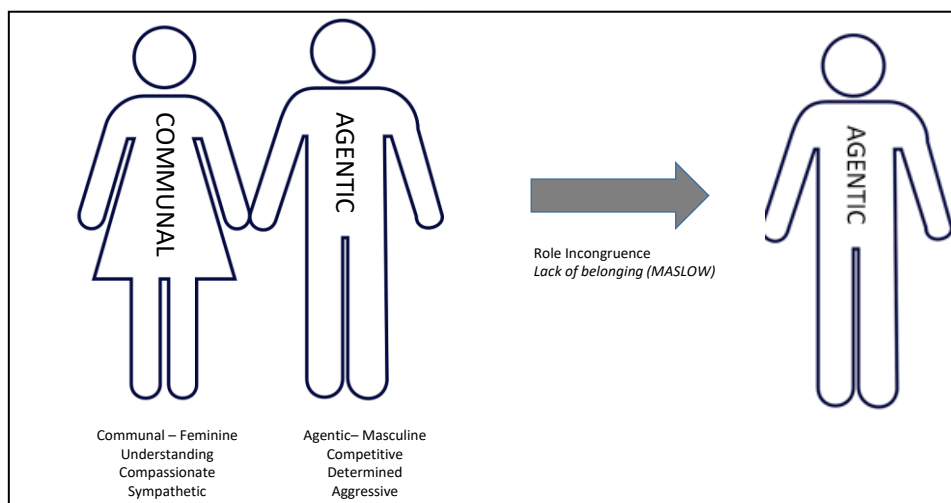 COMMUNAL
AGENTIC
AGENTIC
Role Incongruence
Lack of belonging (MASLOW)
Communal – Feminine
Understanding
Compassionate
Sympathetic
Agentic– Masculine
Competitive
Determined
Aggressive